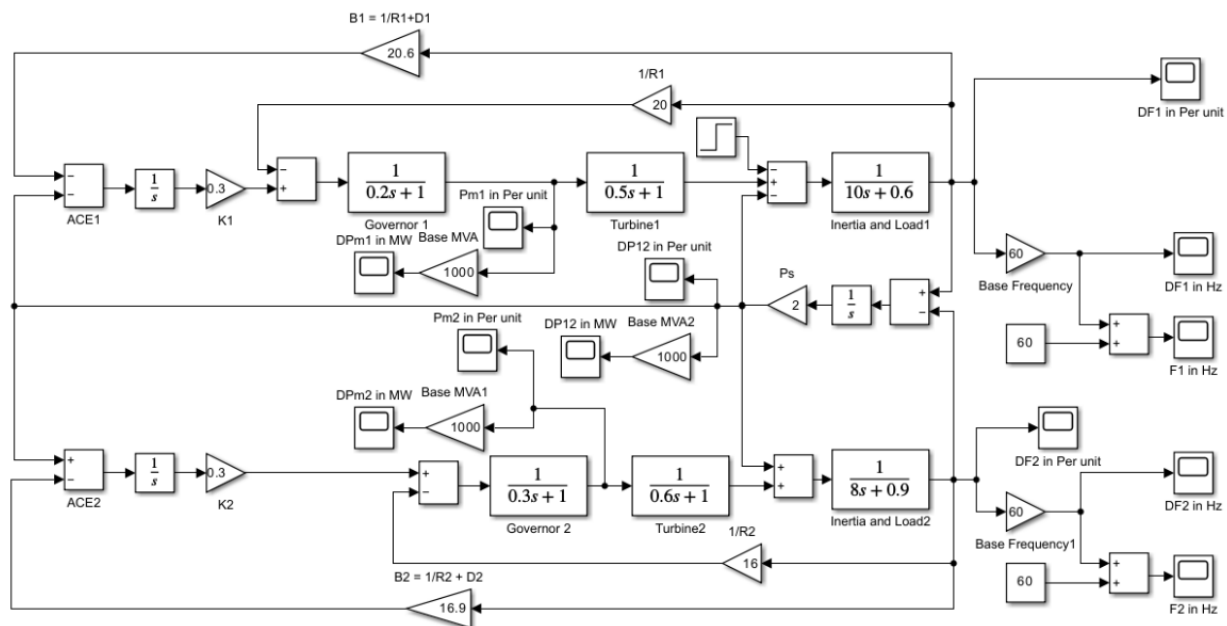 B1 = 1/R1+D1
20.6
1/R1
20
DF1 in Per unit
−
−
ACE1
1
s
0.3
K1
−
+
1
0.2s + 1
Governor 1
Pm1 in Per unit
DPm1 in MW
Base MVA
1000
1
0.5s + 1
Turbine1
−
+
−
1
10s + 0.6
Inertia and Load1
DP12 in Per unit
Ps
2
1
s
+
−
60
Base Frequency
DF1 in Hz
60
+
+
F1 in Hz
Pm2 in Per unit
DP12 in MW
Base MVA2
1000
DPm2 in MW
Base MVA1
1000
DF2 in Per unit
+
−
ACE2
1
s
0.3
K2
+
−
1
0.3s + 1
Governor 2
1
0.6s + 1
Turbine2
+
+
1
8s + 0.9
Inertia and Load2
60
Base Frequency1
DF2 in Hz
1/R2
16
60
+
+
F2 in Hz
B2 = 1/R2 + D2
16.9